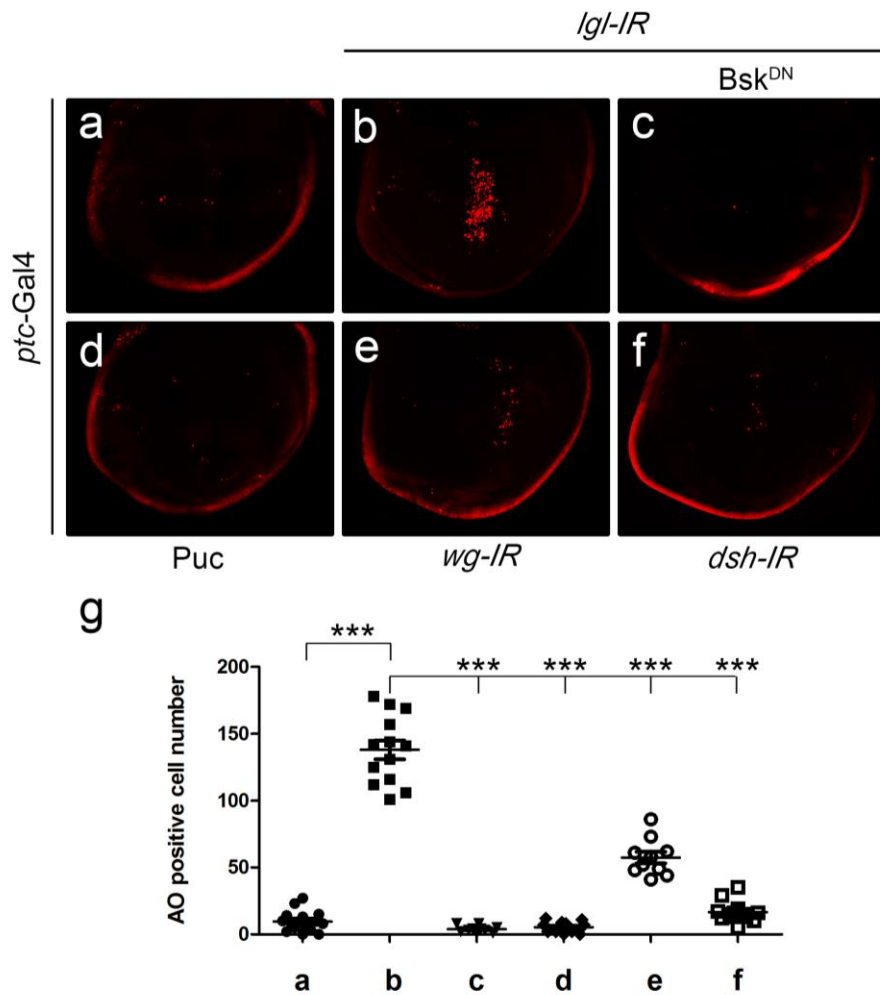 lgl-IR
Bsk^DN
a b c
ptc-Gal4
d e f
Puc wg-IR dsh-IR
g
***
*** *** *** ***
AO positive cell number
200
150
100
50
0
a b c d e f